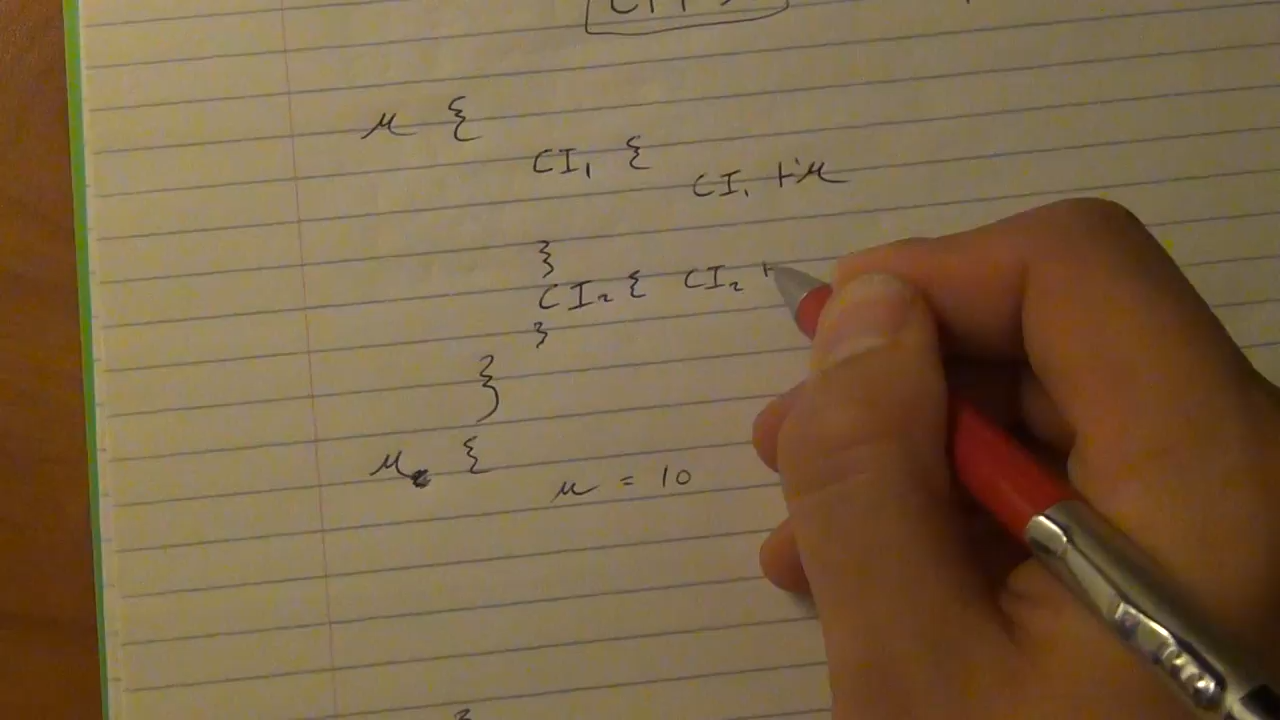 μ {
CI₁ {
CI₁ + μ
}
CI₂ { CI₂ +
}
}
μ {
μ = 10
}